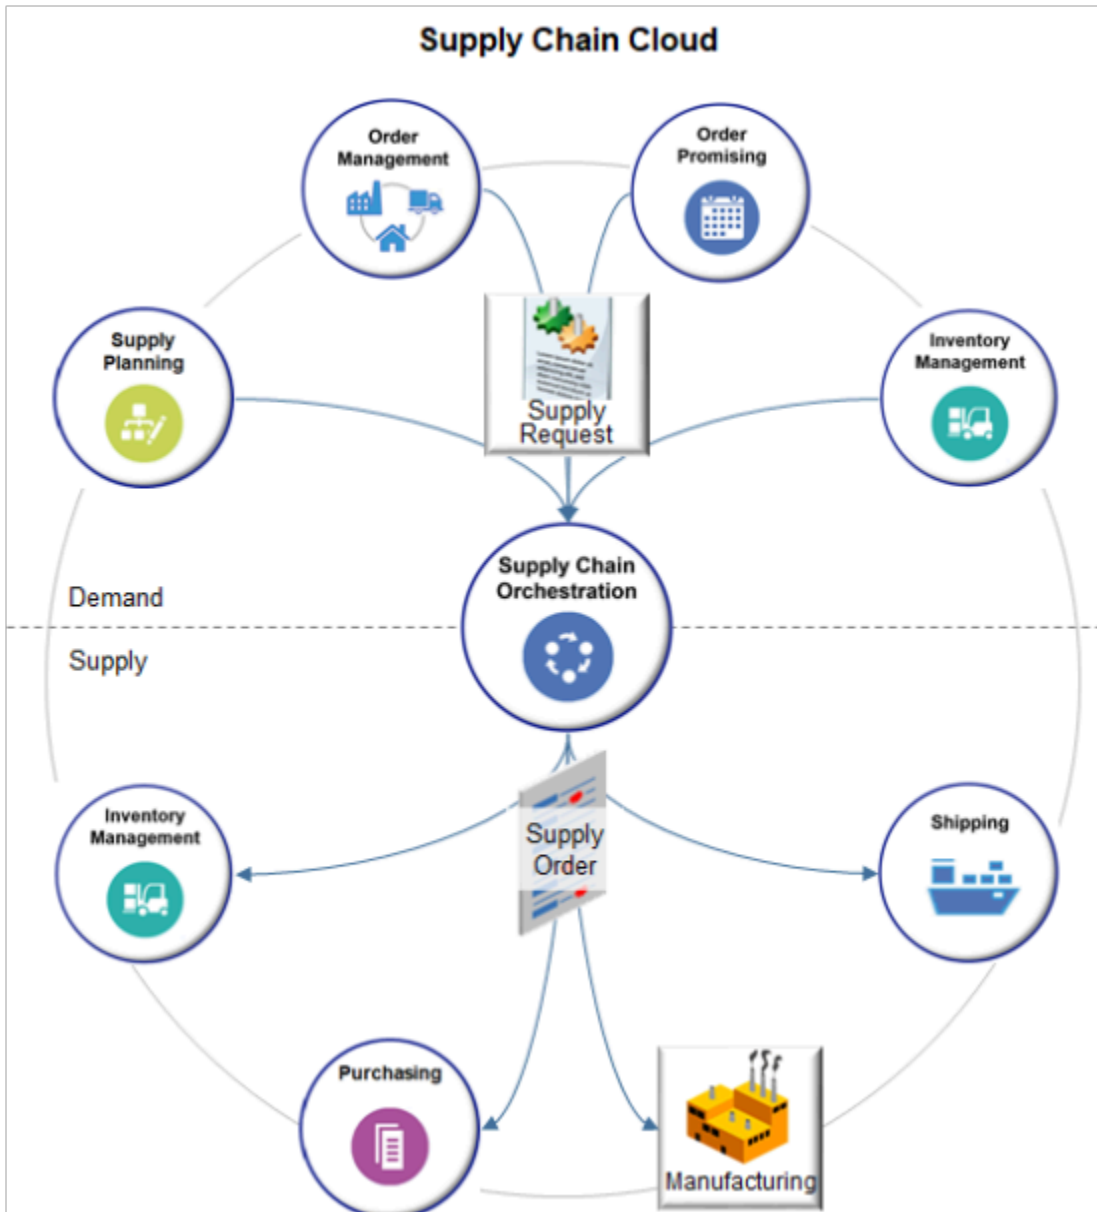 Supply Chain Cloud
Order
Management
Order
Promising
Supply
Planning
Inventory
Management
Supply
Request
Supply Chain
Orchestration
Demand
Supply
Inventory
Management
Supply
Order
Shipping
Purchasing
Manufacturing